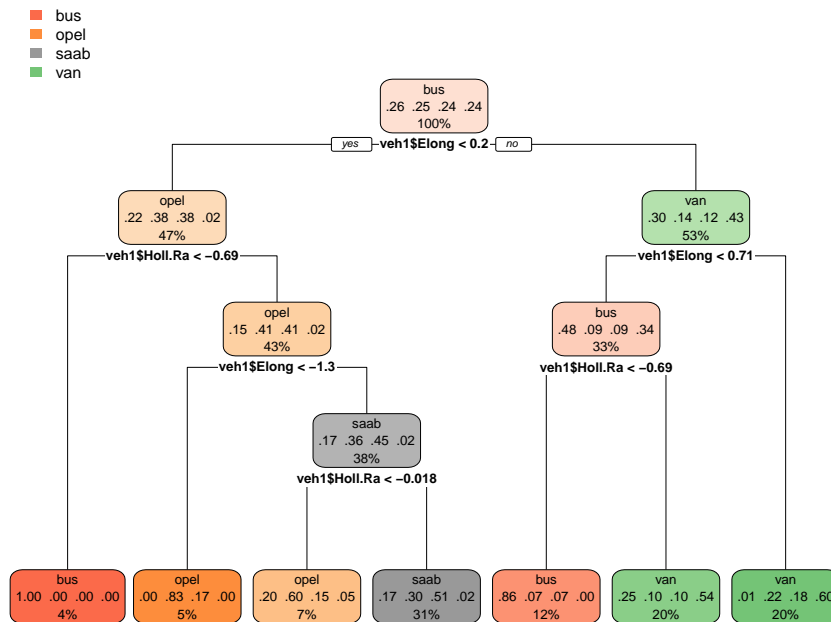 bus
opel
saab
van
bus
.26 .25 .24 .24
100%
yes veh1$Elong < 0.2 no
opel
.22 .38 .38 .02
47%
veh1$Holl.Ra < −0.69
van
.30 .14 .12 .43
53%
veh1$Elong < 0.71
opel
.15 .41 .41 .02
43%
veh1$Elong < −1.3
bus
.48 .09 .09 .34
33%
veh1$Holl.Ra < −0.69
saab
.17 .36 .45 .02
38%
veh1$Holl.Ra < −0.018
bus
1.00 .00 .00 .00
4%
opel
.00 .83 .17 .00
5%
opel
.20 .60 .15 .05
7%
saab
.17 .30 .51 .02
31%
bus
.86 .07 .07 .00
12%
van
.25 .10 .10 .54
20%
van
.01 .22 .18 .60
20%